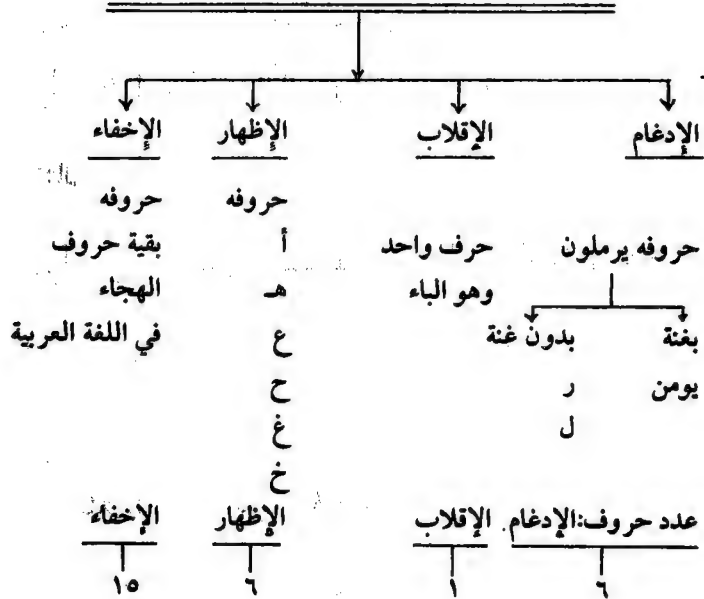 الإدغام الإقلاب الإظهار الإخفاء
حروفه حروفه
حروفه يرملون حرف واحد أ بقية حروف
وهو الباء هـ الهجاء
بغنة بدون غنة ع في اللغة العربية
يومن ر ح
ل غ
خ
عدد حروف:الإدغام الإقلاب الإظهار الإخفاء
٦ ١ ٦ ١٥